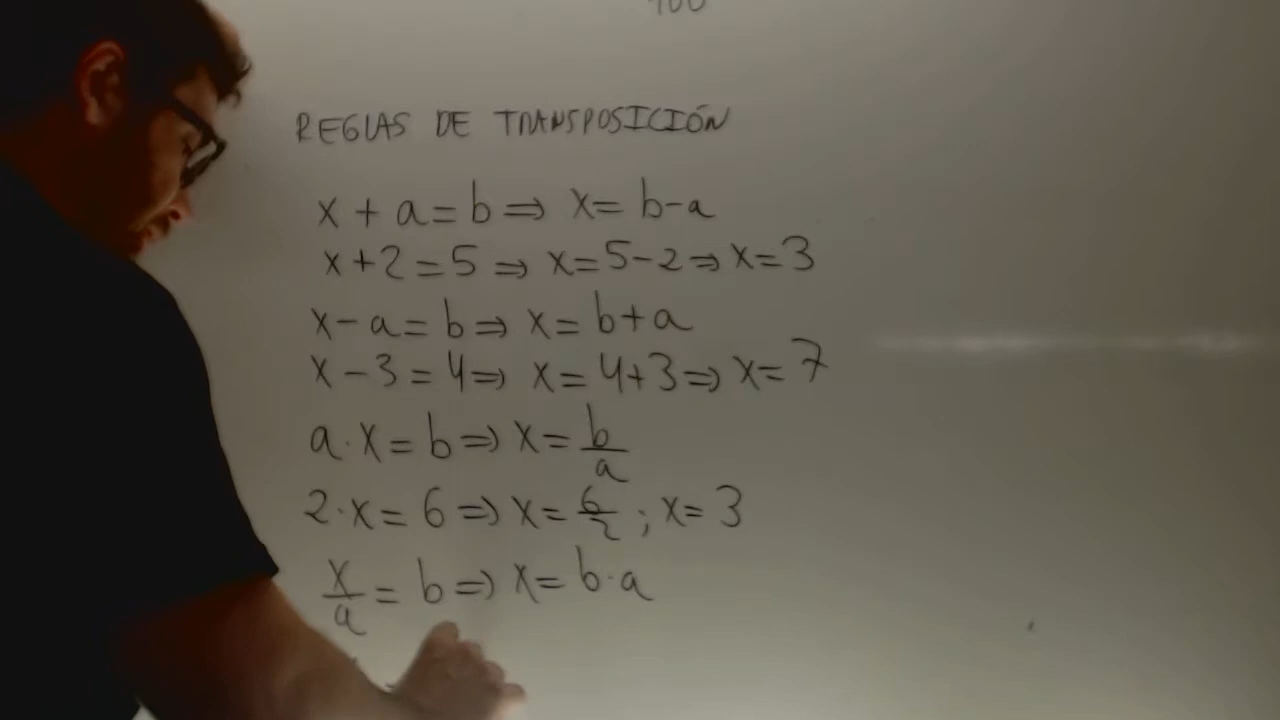 REGLAS DE TRANSPOSICIÓN
x + a = b ⇒ x = b - a
x + 2 = 5 ⇒ x = 5 - 2 ⇒ x = 3
x - a = b ⇒ x = b + a
x - 3 = 4 ⇒ x = 4 + 3 ⇒ x = 7
a · x = b ⇒ x = b/a
2 · x = 6 ⇒ x = 6/2 ; x = 3
x/a = b ⇒ x = b · a